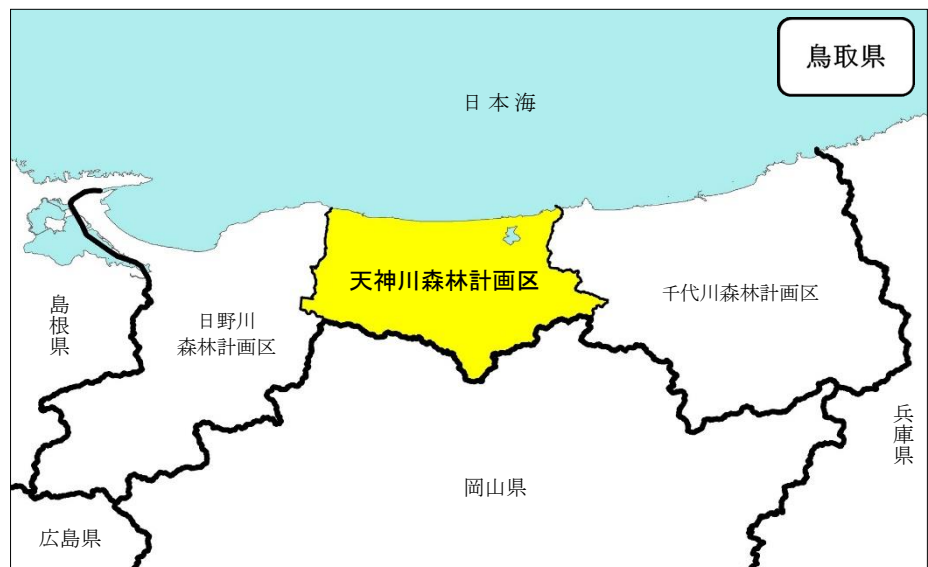 鳥取県
日本海
天神川森林計画区
千代川森林計画区
日野川
森林計画区
島根県
兵庫県
岡山県
広島県